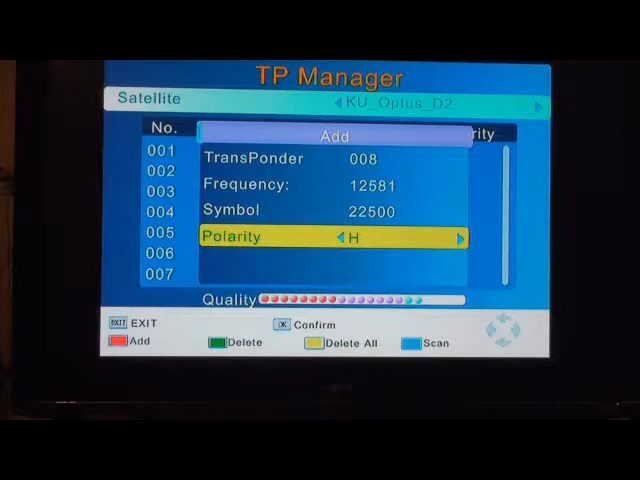 TP Manager
Satellite KU_Optus_D2
No. Add rity
001 TransPonder 008
002 Frequency: 12581
003 Symbol 22500
004 Polarity H
005
006
007
Quality
EXIT EXIT OK Confirm
Add Delete Delete All Scan